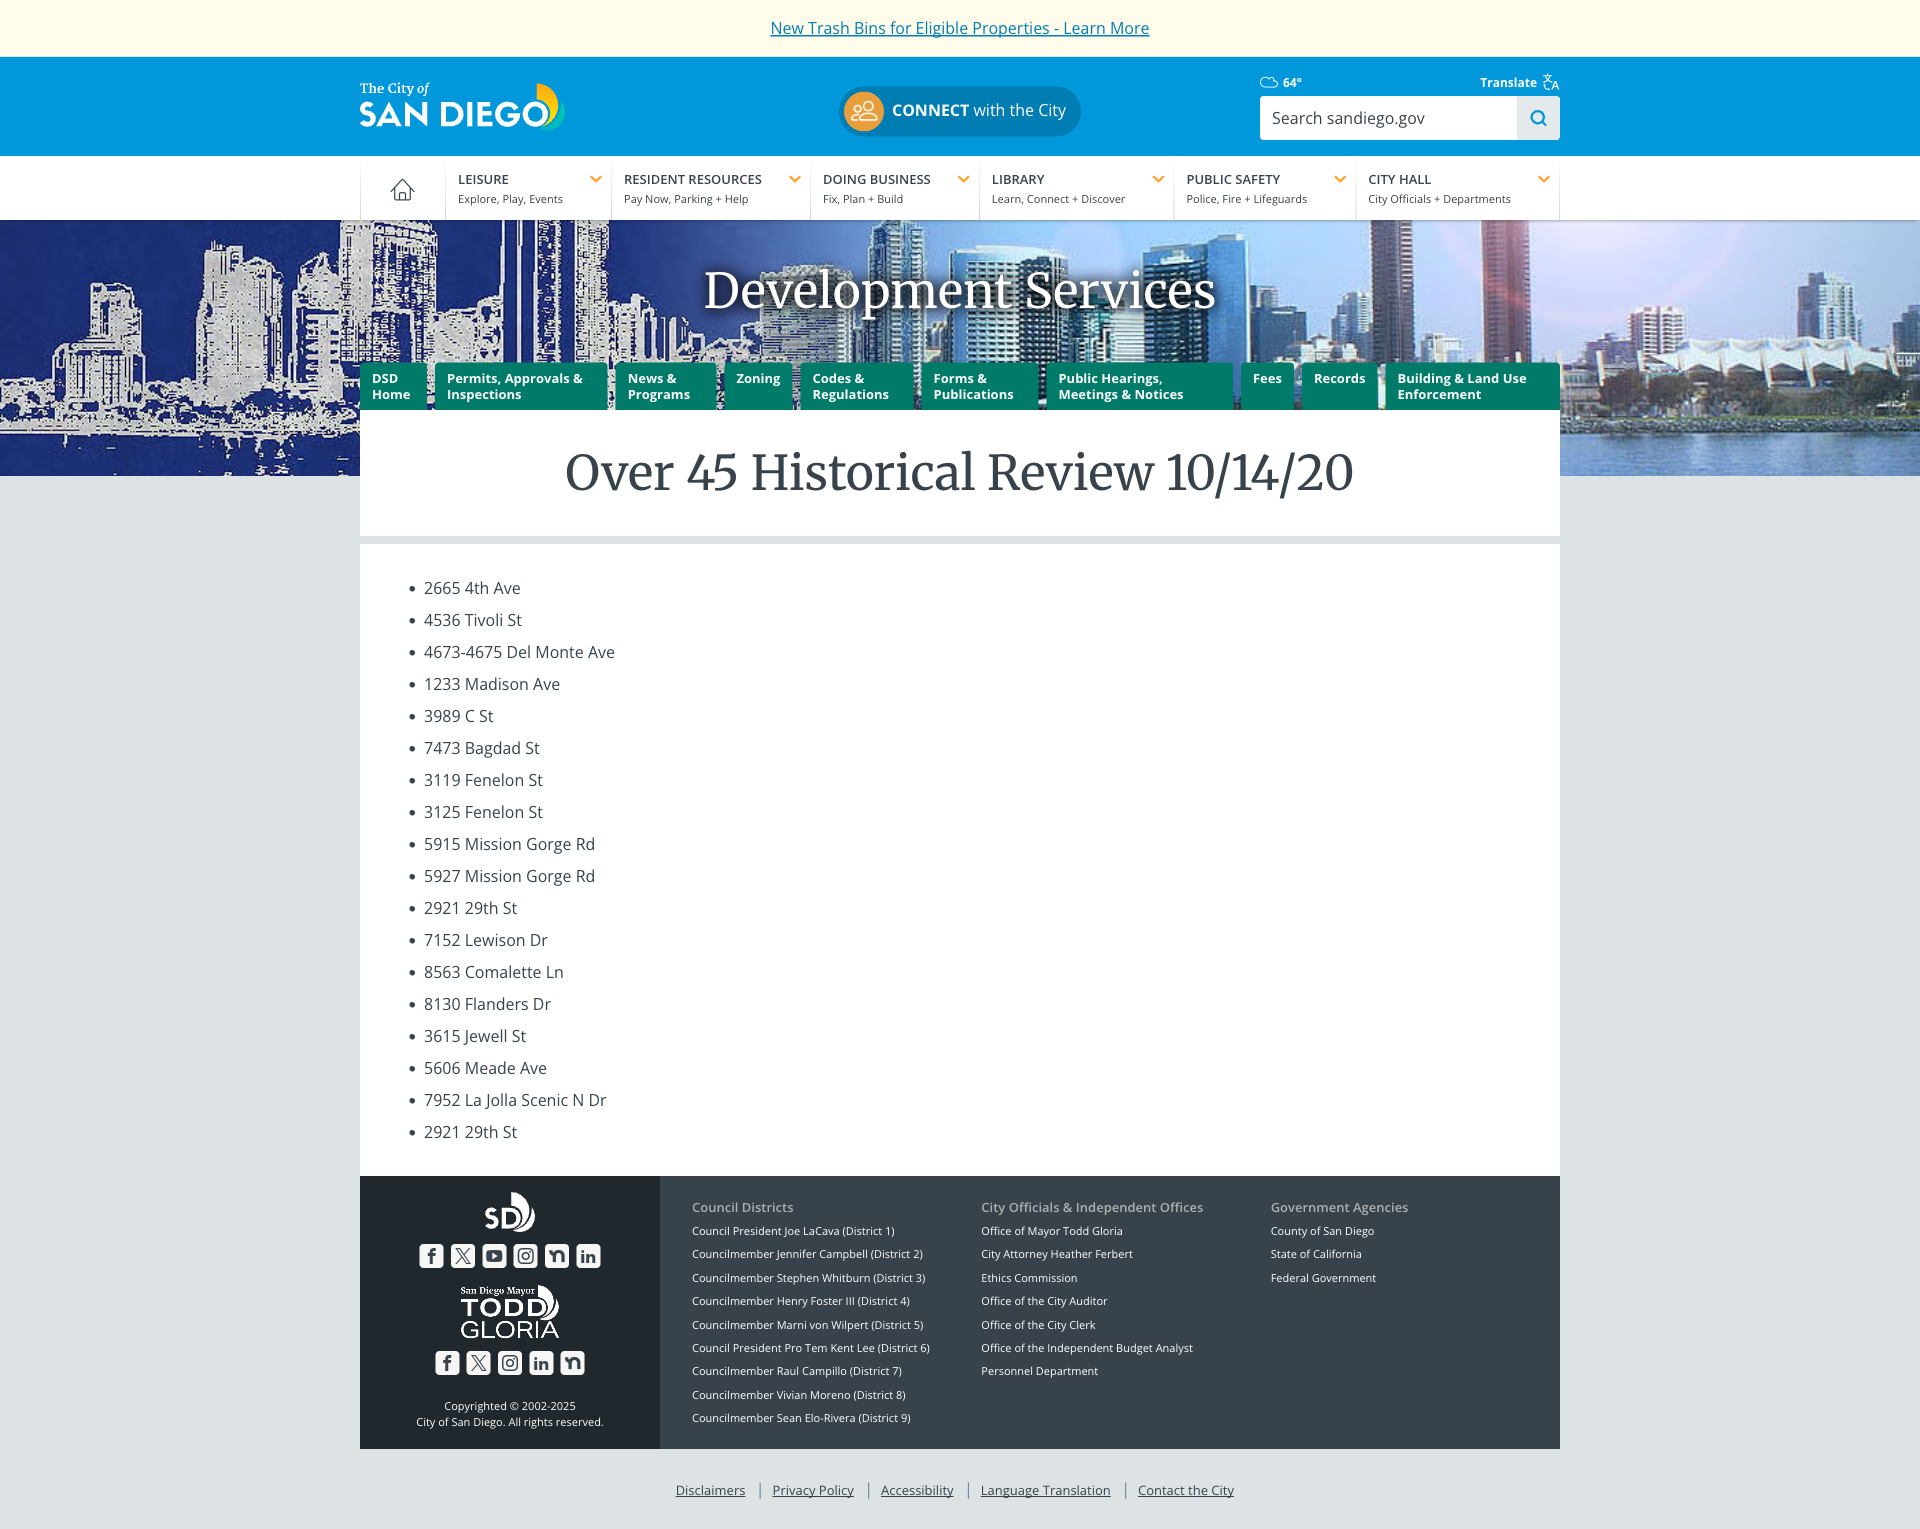 New Trash Bins for Eligible Properties - Learn More
The City of
SAN DIEGO
CONNECT with the City
64°
Translate
Search sandiego.gov
LEISURE
Explore, Play, Events
RESIDENT RESOURCES
Pay Now, Parking + Help
DOING BUSINESS
Fix, Plan + Build
LIBRARY
Learn, Connect + Discover
PUBLIC SAFETY
Police, Fire + Lifeguards
CITY HALL
City Officials + Departments
Development Services
DSD
Home
Permits, Approvals &
Inspections
News &
Programs
Zoning
Codes &
Regulations
Forms &
Publications
Public Hearings,
Meetings & Notices
Fees
Records
Building & Land Use
Enforcement
Over 45 Historical Review 10/14/20
• 2665 4th Ave
• 4536 Tivoli St
• 4673-4675 Del Monte Ave
• 1233 Madison Ave
• 3989 C St
• 7473 Bagdad St
• 3119 Fenelon St
• 3125 Fenelon St
• 5915 Mission Gorge Rd
• 5927 Mission Gorge Rd
• 2921 29th St
• 7152 Lewison Dr
• 8563 Comalette Ln
• 8130 Flanders Dr
• 3615 Jewell St
• 5606 Meade Ave
• 7952 La Jolla Scenic N Dr
• 2921 29th St
SD
San Diego Mayor
TODD
GLORIA
Copyrighted © 2002-2025
City of San Diego. All rights reserved.
Council Districts
Council President Joe LaCava (District 1)
Councilmember Jennifer Campbell (District 2)
Councilmember Stephen Whitburn (District 3)
Councilmember Henry Foster III (District 4)
Councilmember Marni von Wilpert (District 5)
Council President Pro Tem Kent Lee (District 6)
Councilmember Raul Campillo (District 7)
Councilmember Vivian Moreno (District 8)
Councilmember Sean Elo-Rivera (District 9)
City Officials & Independent Offices
Office of Mayor Todd Gloria
City Attorney Heather Ferbert
Ethics Commission
Office of the City Auditor
Office of the City Clerk
Office of the Independent Budget Analyst
Personnel Department
Government Agencies
County of San Diego
State of California
Federal Government
Disclaimers | Privacy Policy | Accessibility | Language Translation | Contact the City